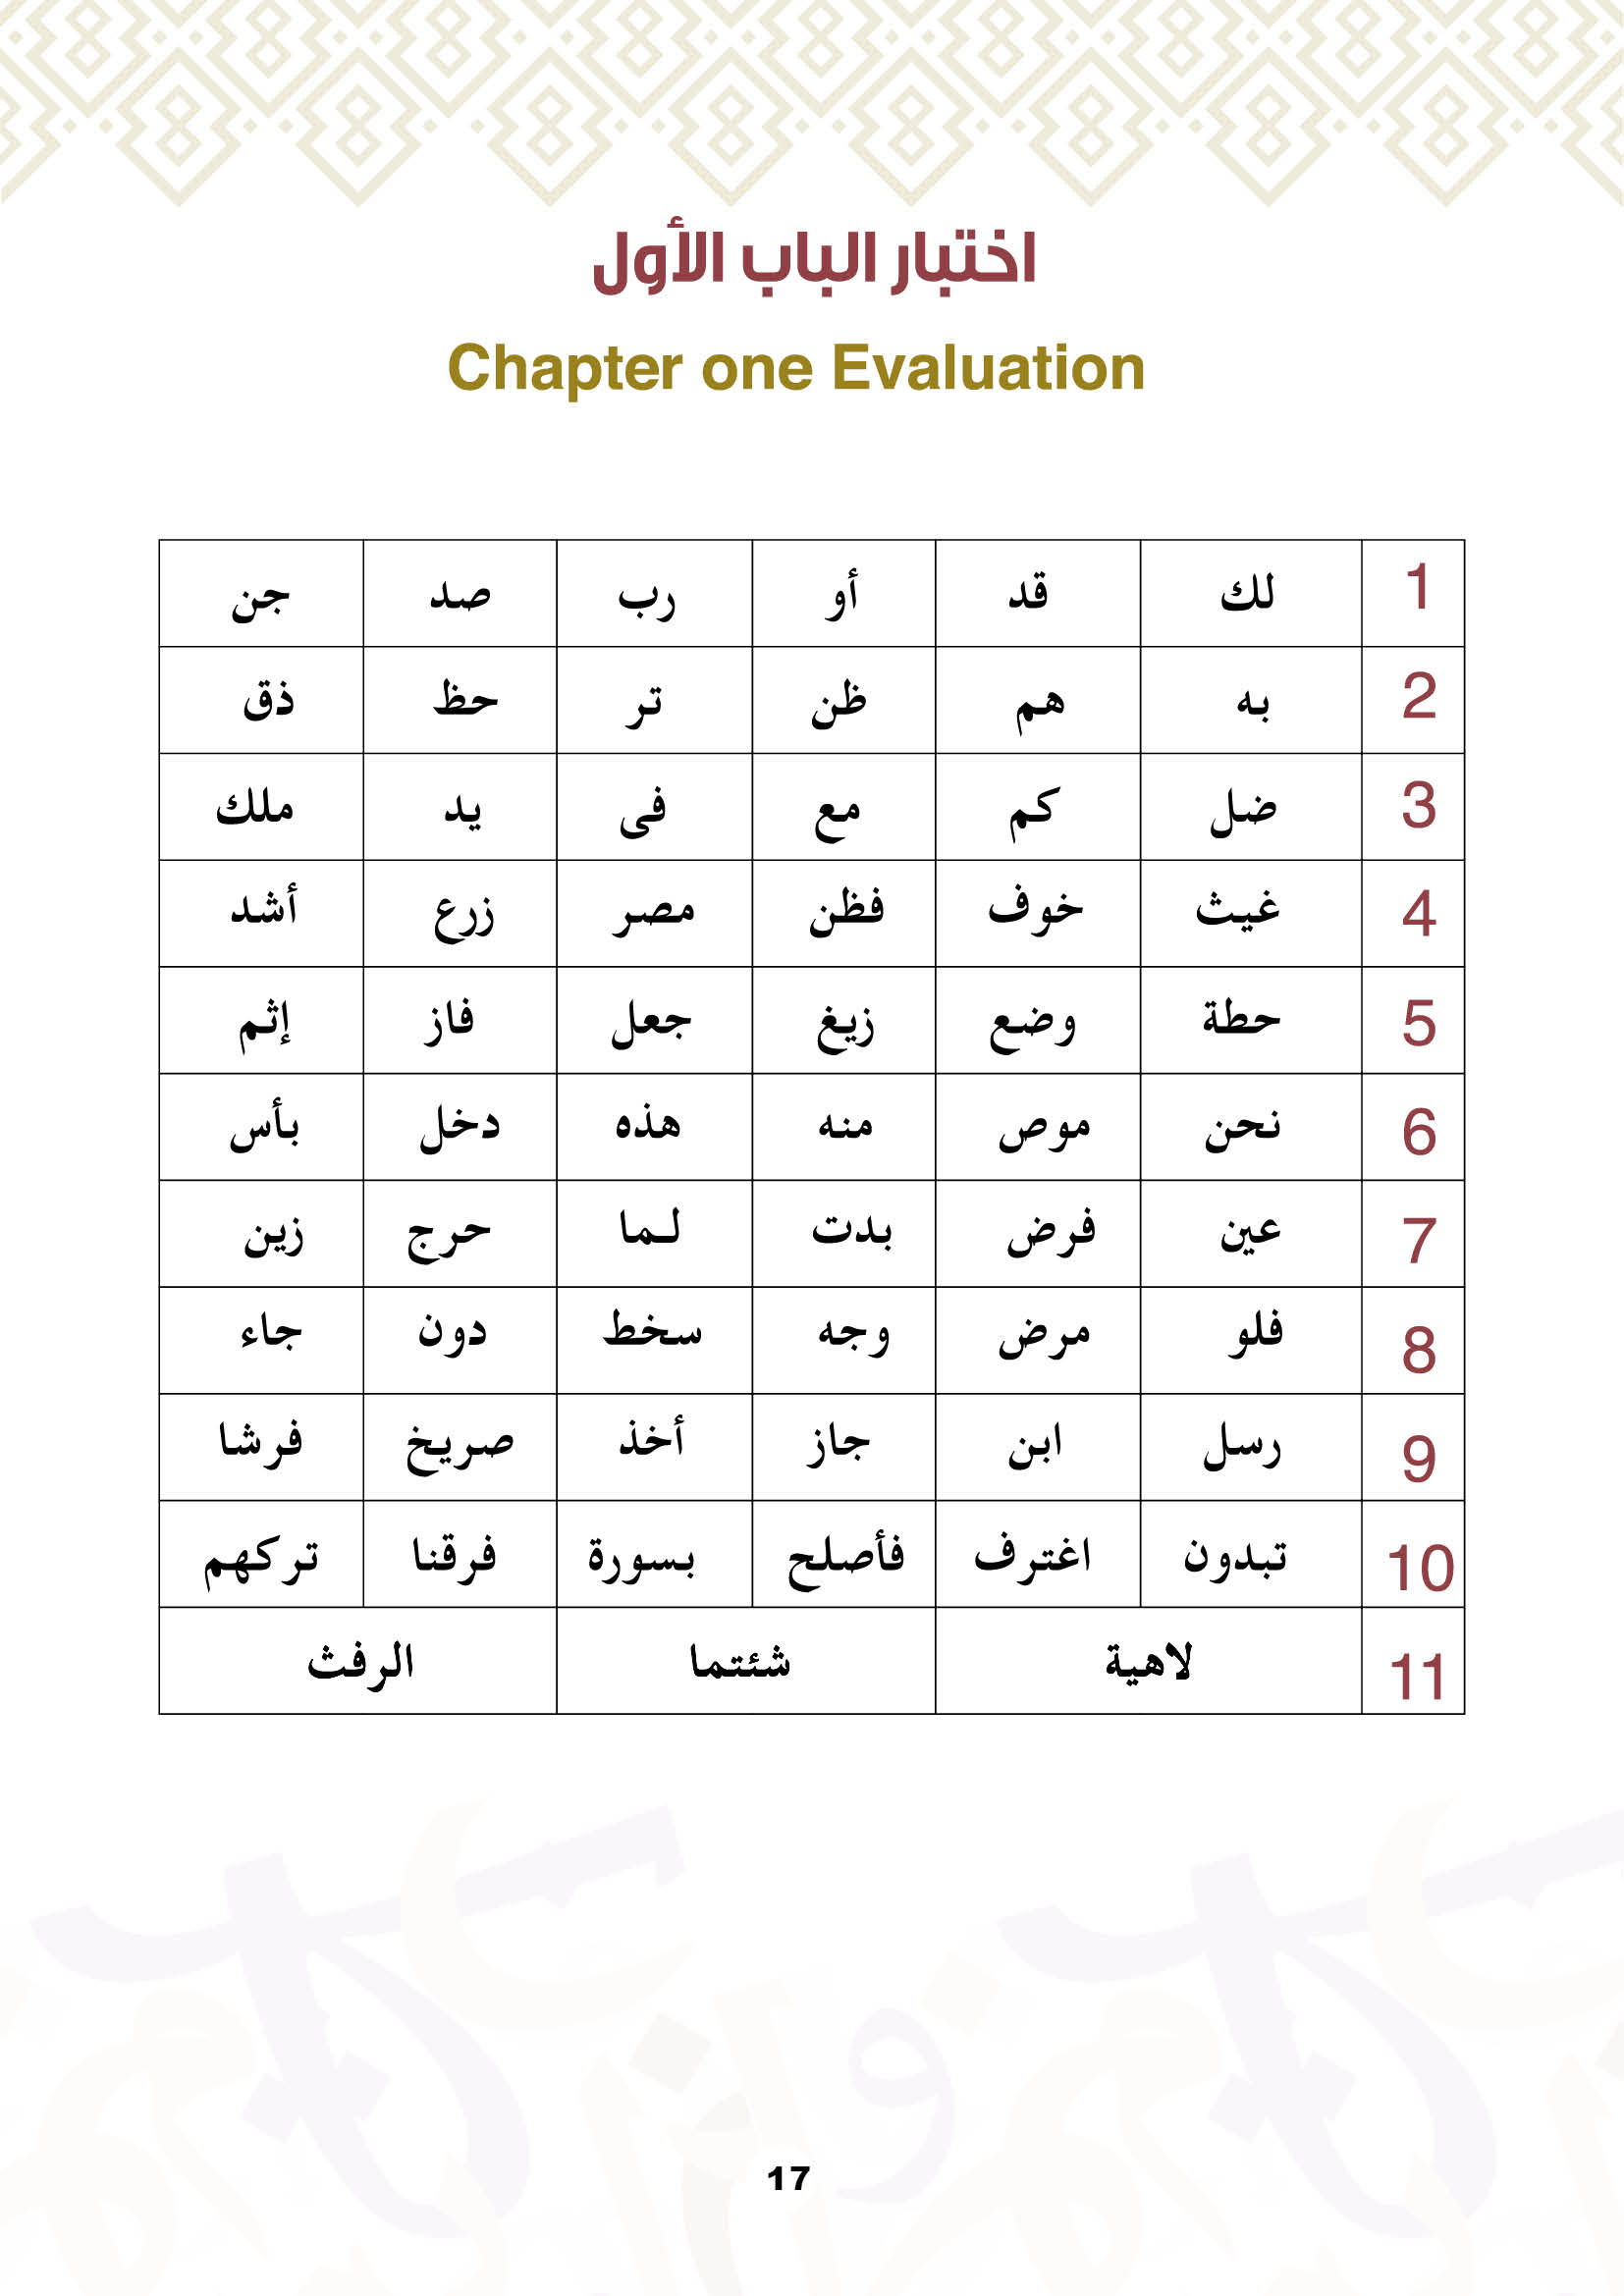 اختبار الباب الأول
Chapter one Evaluation
1 لك قد أو رب صد جن
2 به هم ظن تر حظ ذق
3 ضل كم مع فى يد ملك
4 غيث خوف فظن مصر زرع أشد
5 حطة وضع زيغ جعل فاز إثم
6 نحن موص منه هذه دخل بأس
7 عين فرض بدت لـما حرج زين
8 فلو مرض وجه سخط دون جاء
9 رسل ابن جاز أخذ صريخ فرشا
10 تبدون اغترف فأصلح بسورة فرقنا تركهم
11 لاهية شئتما الرفث
17